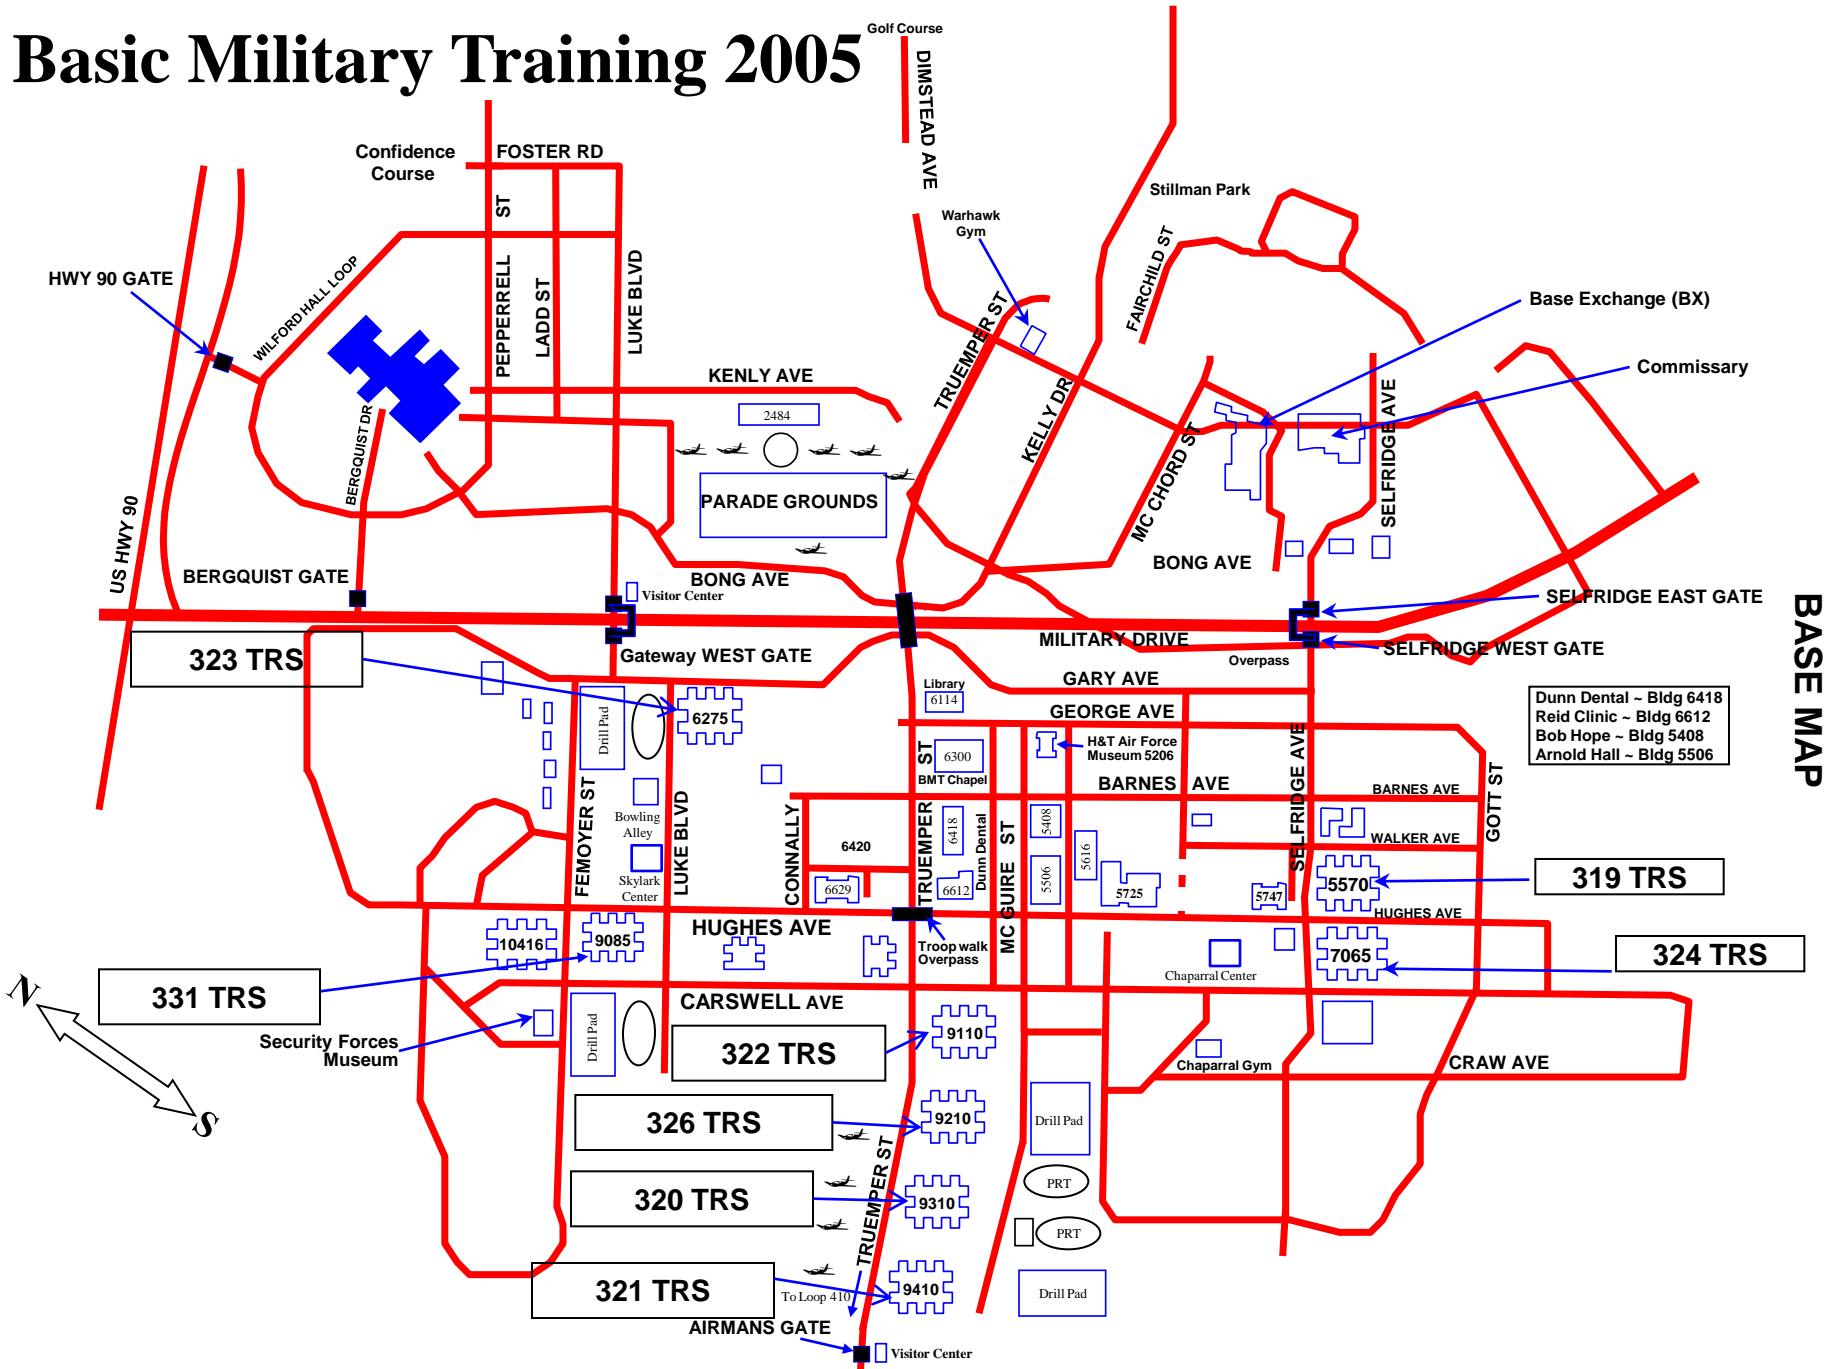 Basic Military Training 2005
Golf Course
DIMSTEAD AVE
Confidence
Course
FOSTER RD
ST
PEPPERRELL
LADD ST
LUKE BLVD
Stillman Park
Warhawk
Gym
FAIRCHILD ST
HWY 90 GATE
WILFORD HALL LOOP
TRUEMPER ST
Base Exchange (BX)
Commissary
KENLY AVE
2484
KELLY DR
MC CHORD ST
SELFRIDGE AVE
BERGQUIST DR
PARADE GROUNDS
US HWY 90
BERGQUIST GATE
BONG AVE
BONG AVE
Visitor Center
SELFRIDGE EAST GATE
MILITARY DRIVE
SELFRIDGE WEST GATE
Overpass
Gateway WEST GATE
323 TRS
BASE MAP
GARY AVE
Library
6114
GEORGE AVE
Dunn Dental ~ Bldg 6418
Reid Clinic ~ Bldg 6612
Bob Hope ~ Bldg 5408
Arnold Hall ~ Bldg 5506
Drill Pad
6275
H&T Air Force
Museum 5206
ST
6300
BMT Chapel
SELFRIDGE AVE
BARNES AVE
BARNES AVE
GOTT ST
FEMOYER ST
Bowling
Alley
LUKE BLVD
CONNALLY
TRUEMPER
6418
Dunn Dental
MC GUIRE ST
5408
5616
WALKER AVE
6420
Skylark
Center
6629
6612
5506
5725
5747
5570
319 TRS
HUGHES AVE
HUGHES AVE
10416
9085
Troop walk
Overpass
7065
324 TRS
Chaparral Center
331 TRS
CARSWELL AVE
N
S
Security Forces
Museum
Drill Pad
322 TRS
9110
Chaparral Gym
CRAW AVE
326 TRS
9210
Drill Pad
TRUEMPER ST
320 TRS
9310
PRT
PRT
321 TRS
To Loop 410
9410
Drill Pad
AIRMANS GATE
Visitor Center